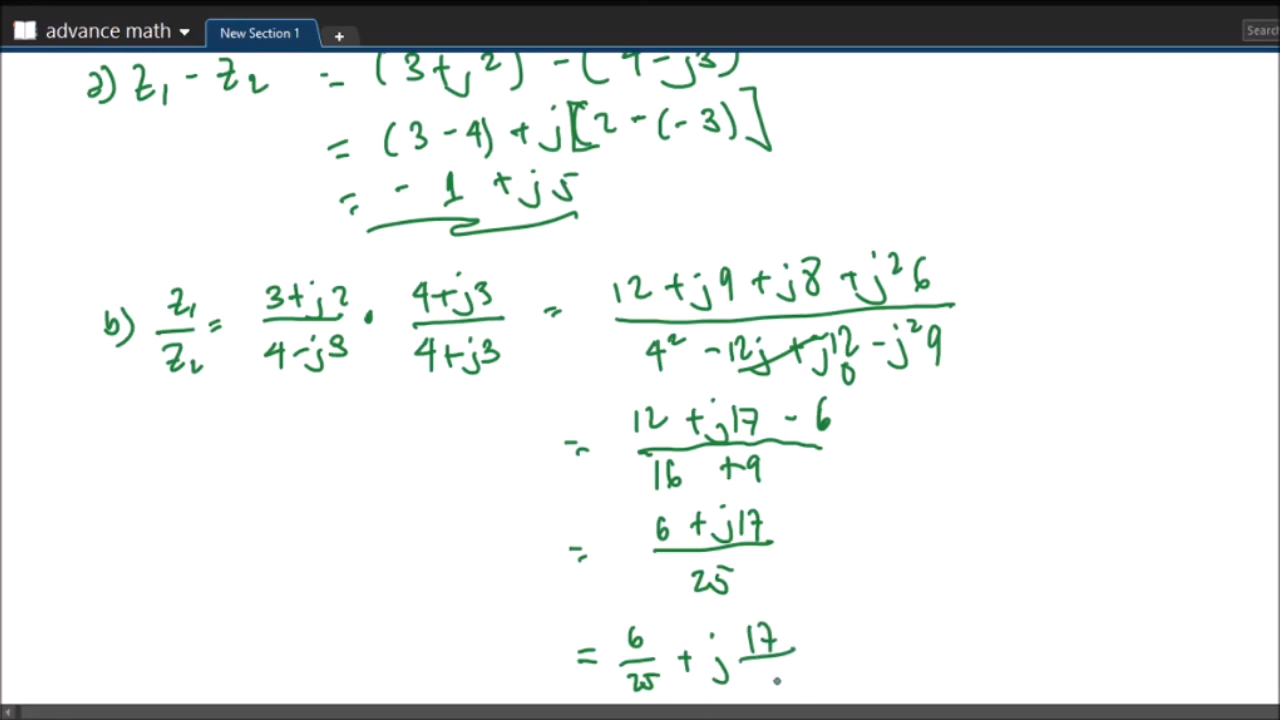 advance math
New Section 1
+
Search
a) Z₁ - Z₂ = (3+j2) - (4-j3)
= (3-4) + j[2-(-3)]
= -1 + j5
b) Z₁/Z₂ = (3+j2)/(4-j3) · (4+j3)/(4+j3) = (12+j9+j8+j²6)/(4² -12j+j12 -j²9)
0
= (12+j17-6)/(16+9)
= (6+j17)/25
= 6/25 + j 17/